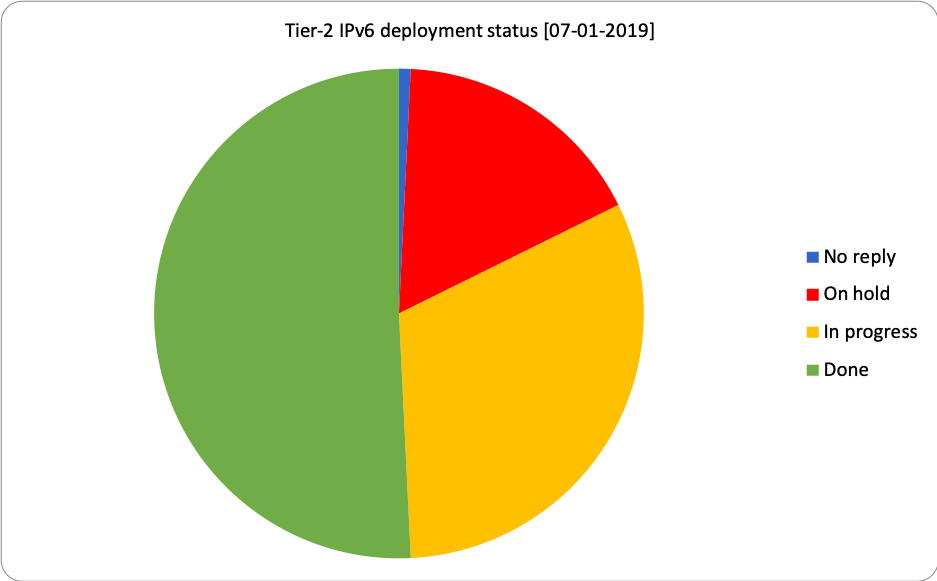 Tier-2 IPv6 deployment status [07-01-2019]
No reply
On hold
In progress
Done